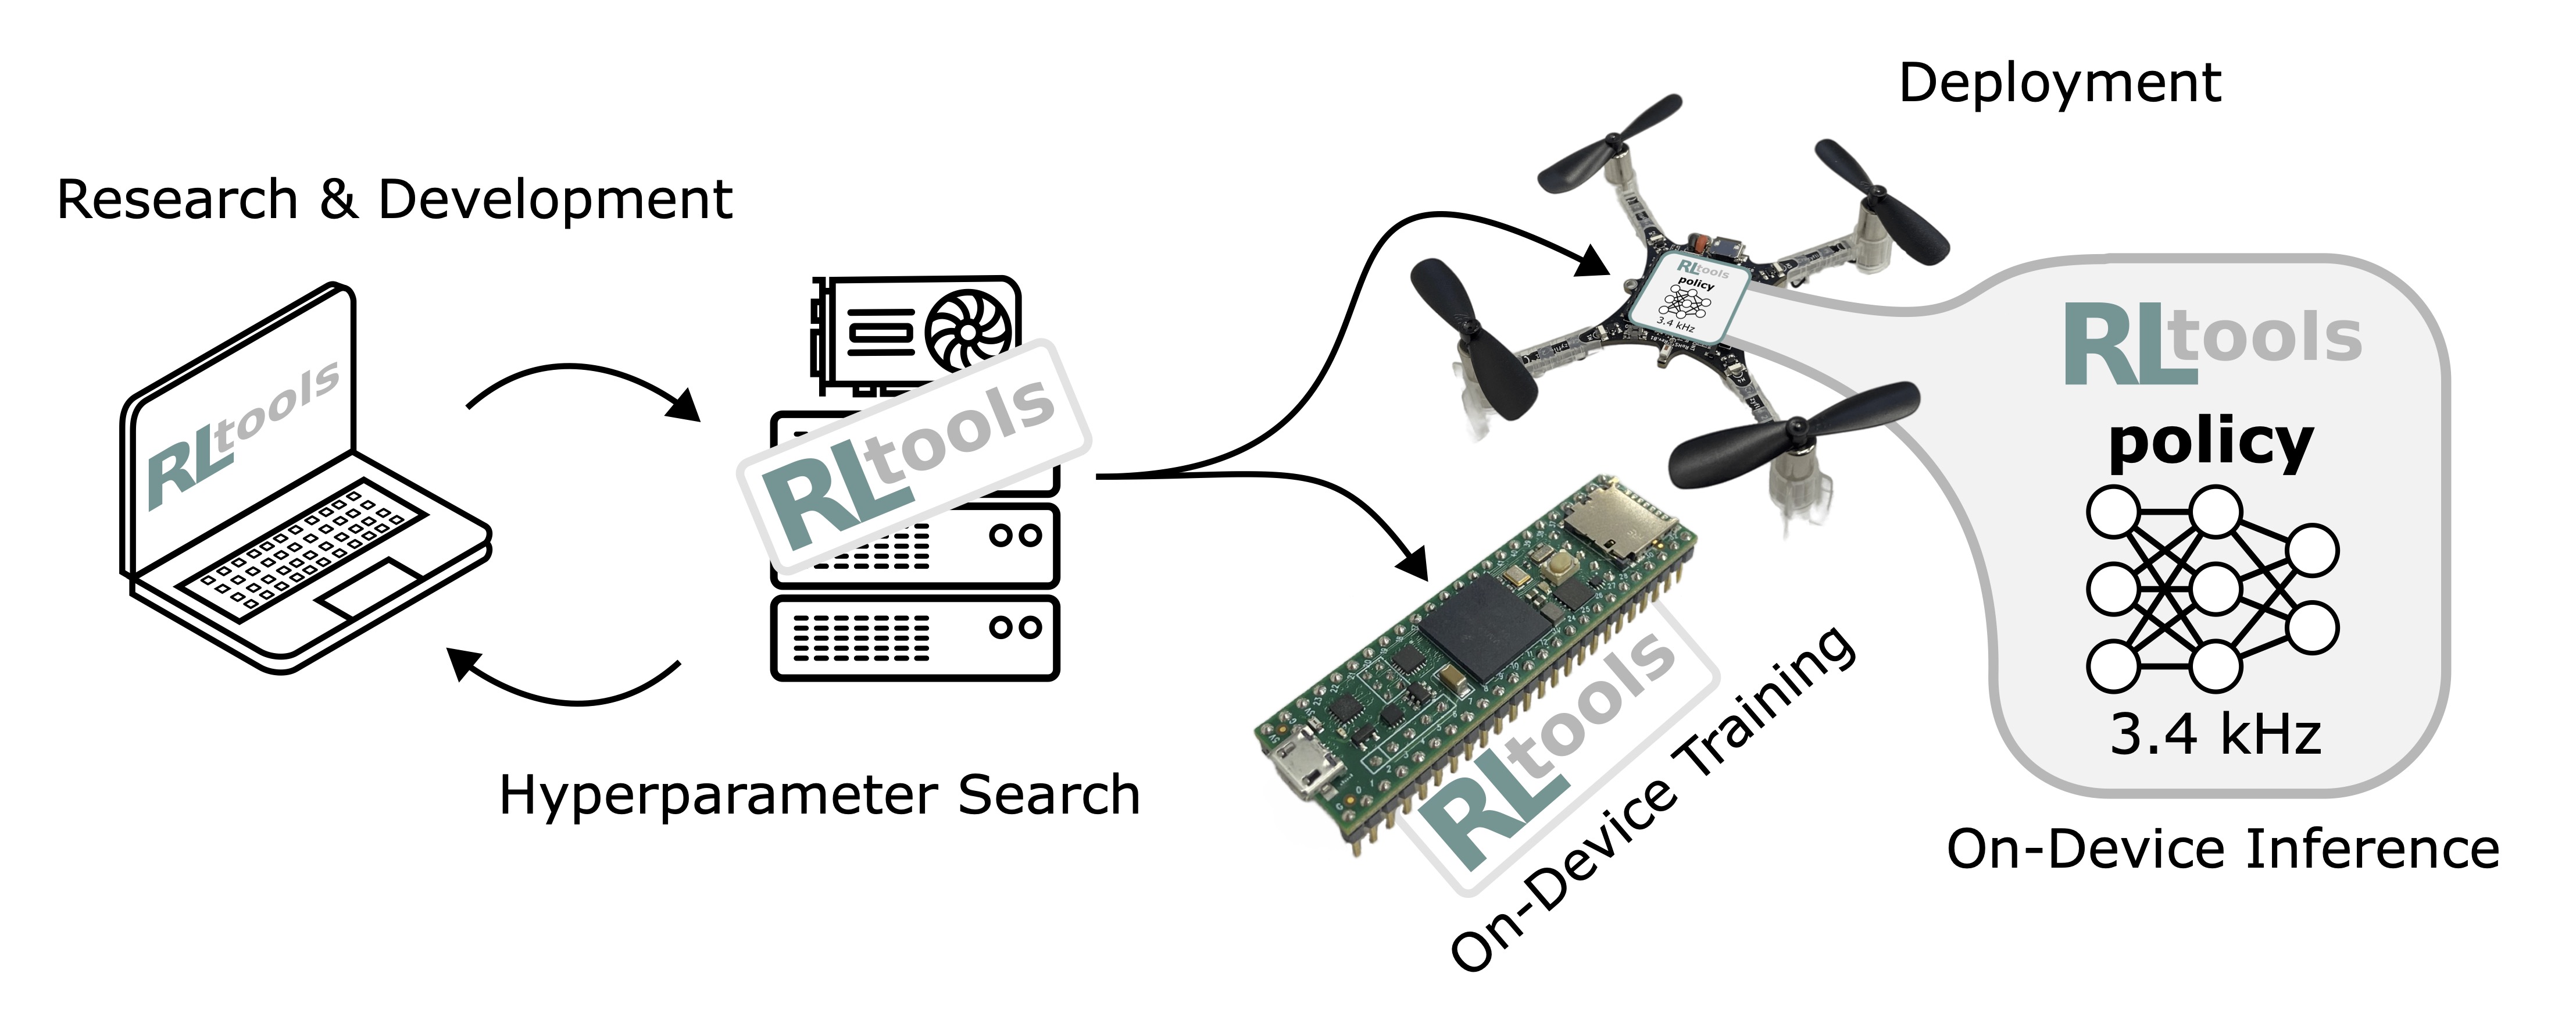 Research & Development
RLtools
RLtools
Hyperparameter Search
Deployment
RLtools
policy
3.4 kHz
RLtools
On-Device Training
RLtools
policy
3.4 kHz
On-Device Inference